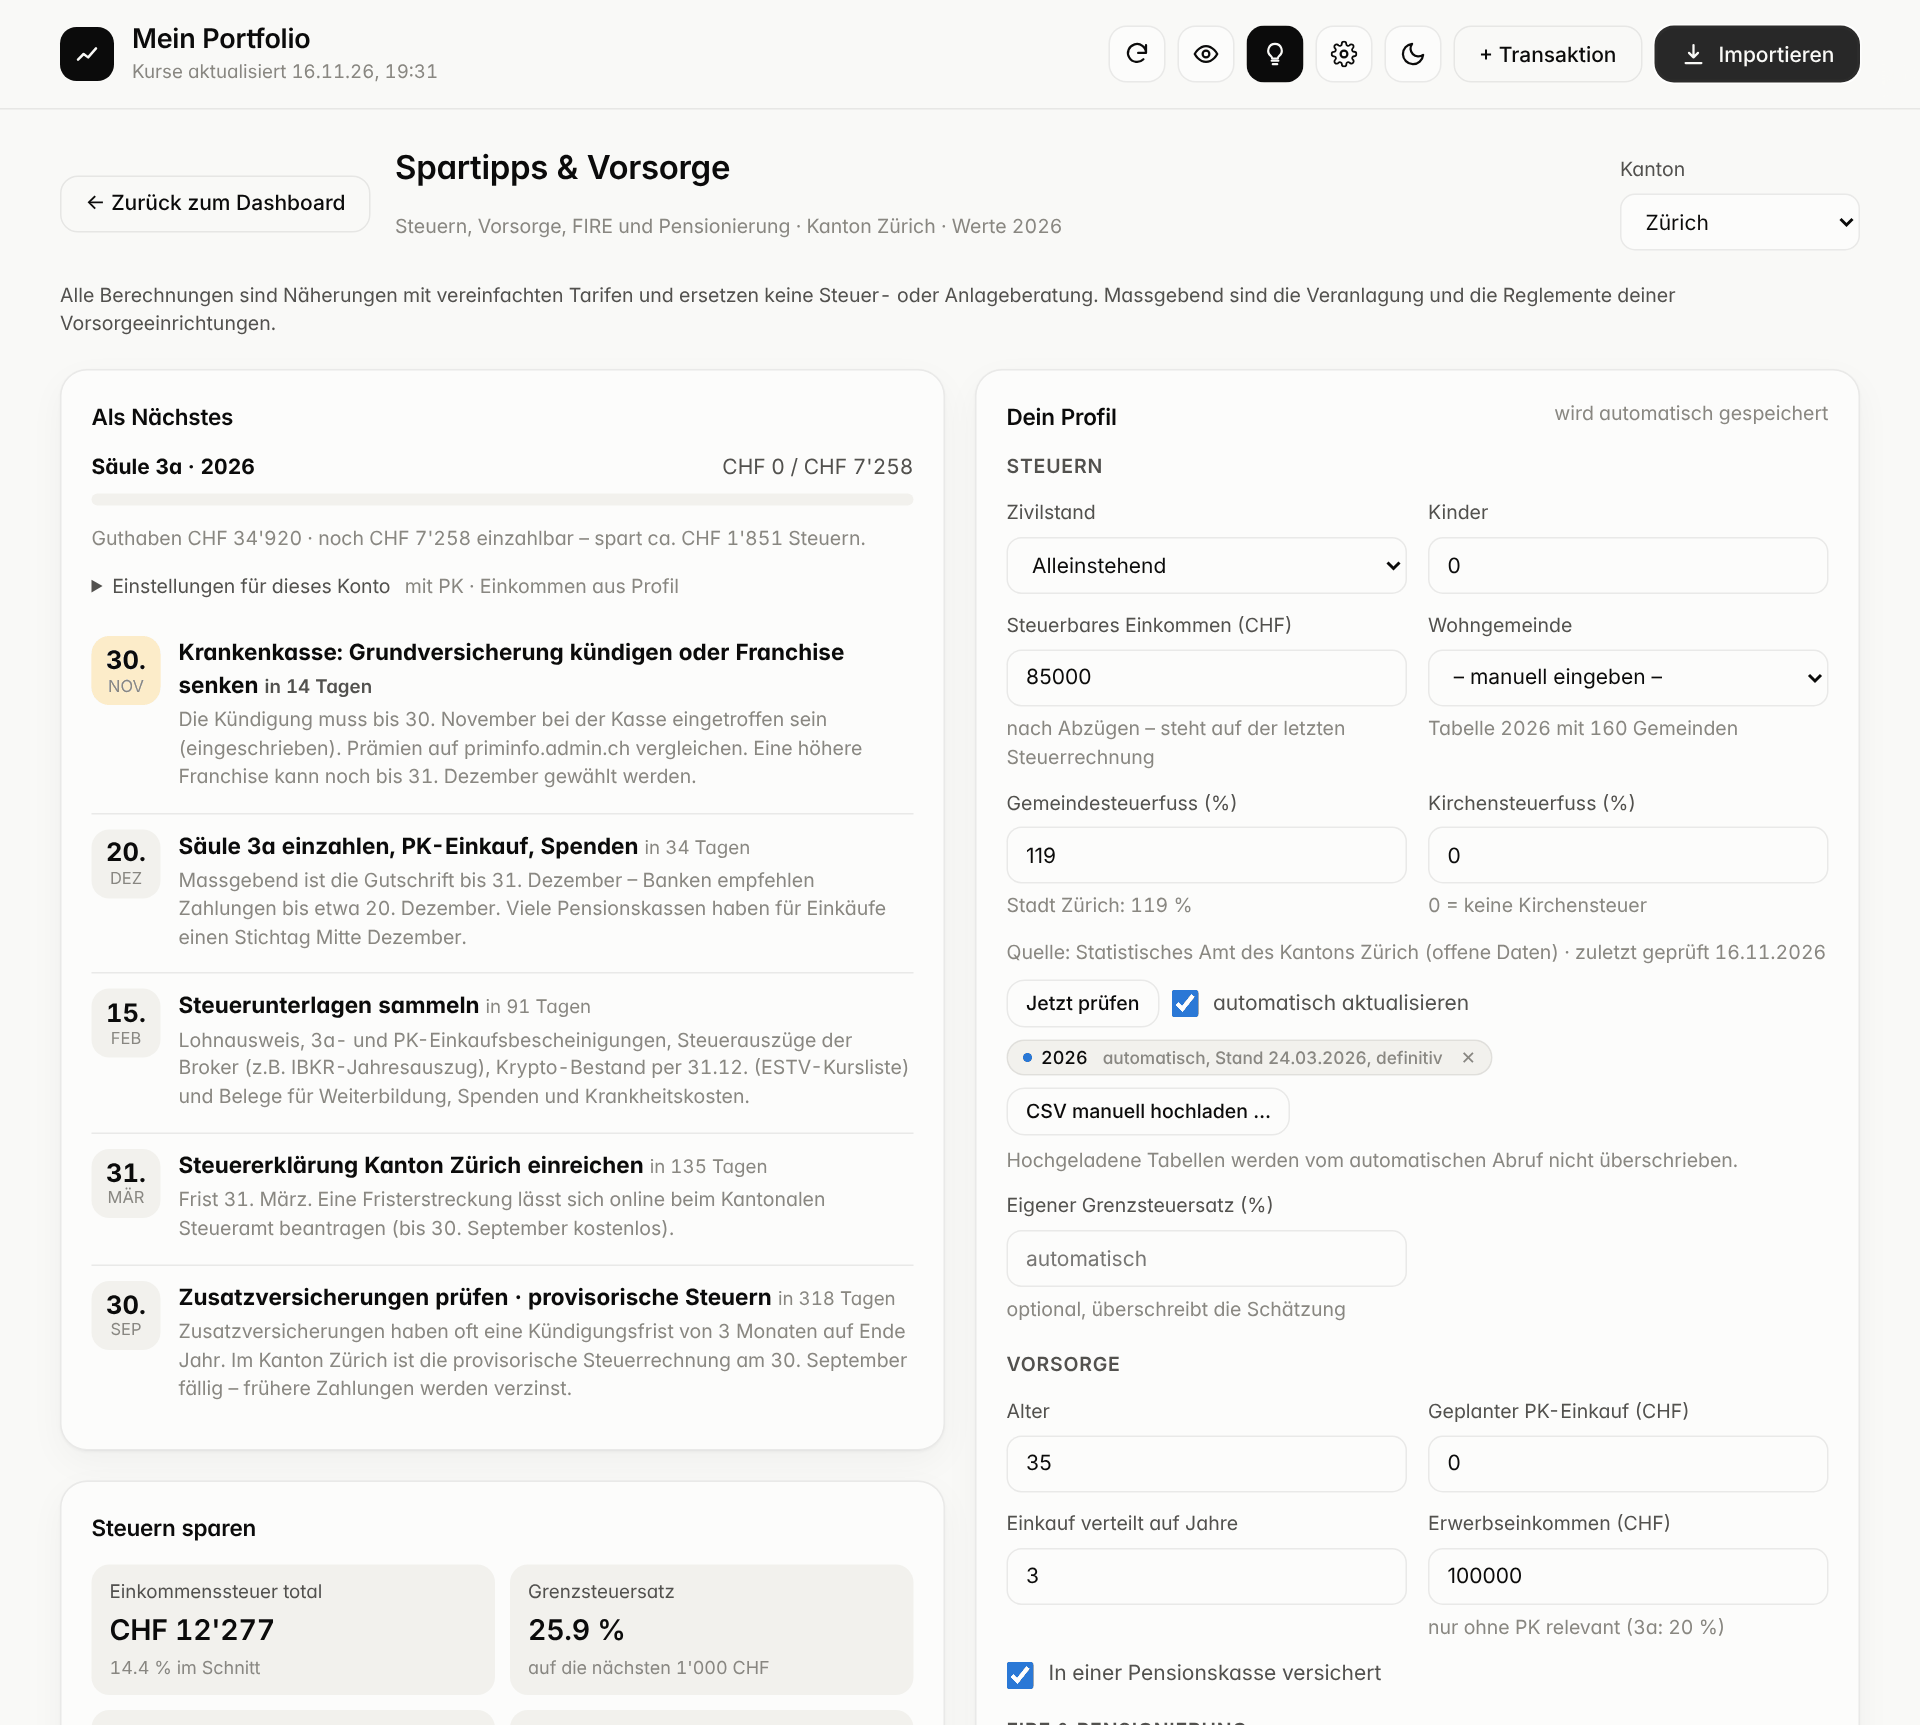 Mein Portfolio
Kurse aktualisiert 16.11.26, 19:31
+ Transaktion
Importieren
← Zurück zum Dashboard
Spartipps & Vorsorge
Steuern, Vorsorge, FIRE und Pensionierung · Kanton Zürich · Werte 2026
Kanton
Zürich
Alle Berechnungen sind Näherungen mit vereinfachten Tarifen und ersetzen keine Steuer- oder Anlageberatung. Massgebend sind die Veranlagung und die Reglemente deiner
Vorsorgeeinrichtungen.
Als Nächstes
Säule 3a · 2026
CHF 0 / CHF 7'258
Guthaben CHF 34'920 · noch CHF 7'258 einzahlbar – spart ca. CHF 1'851 Steuern.
▶ Einstellungen für dieses Konto mit PK · Einkommen aus Profil
30.
NOV
Krankenkasse: Grundversicherung kündigen oder Franchise
senken in 14 Tagen
Die Kündigung muss bis 30. November bei der Kasse eingetroffen sein
(eingeschrieben). Prämien auf priminfo.admin.ch vergleichen. Eine höhere
Franchise kann noch bis 31. Dezember gewählt werden.
20.
DEZ
Säule 3a einzahlen, PK-Einkauf, Spenden in 34 Tagen
Massgebend ist die Gutschrift bis 31. Dezember – Banken empfehlen
Zahlungen bis etwa 20. Dezember. Viele Pensionskassen haben für Einkäufe
einen Stichtag Mitte Dezember.
15.
FEB
Steuerunterlagen sammeln in 91 Tagen
Lohnausweis, 3a- und PK-Einkaufsbescheinigungen, Steuerauszüge der
Broker (z.B. IBKR-Jahresauszug), Krypto-Bestand per 31.12. (ESTV-Kursliste)
und Belege für Weiterbildung, Spenden und Krankheitskosten.
31.
MÄR
Steuererklärung Kanton Zürich einreichen in 135 Tagen
Frist 31. März. Eine Fristerstreckung lässt sich online beim Kantonalen
Steueramt beantragen (bis 30. September kostenlos).
30.
SEP
Zusatzversicherungen prüfen · provisorische Steuern in 318 Tagen
Zusatzversicherungen haben oft eine Kündigungsfrist von 3 Monaten auf Ende
Jahr. Im Kanton Zürich ist die provisorische Steuerrechnung am 30. September
fällig – frühere Zahlungen werden verzinst.
Steuern sparen
Einkommenssteuer total
CHF 12'277
14.4 % im Schnitt
Grenzsteuersatz
25.9 %
auf die nächsten 1'000 CHF
Dein Profil
wird automatisch gespeichert
STEUERN
Zivilstand
Alleinstehend
Kinder
0
Steuerbares Einkommen (CHF)
85000
nach Abzügen – steht auf der letzten
Steuerrechnung
Wohngemeinde
– manuell eingeben –
Tabelle 2026 mit 160 Gemeinden
Gemeindesteuerfuss (%)
119
Stadt Zürich: 119 %
Kirchensteuerfuss (%)
0
0 = keine Kirchensteuer
Quelle: Statistisches Amt des Kantons Zürich (offene Daten) · zuletzt geprüft 16.11.2026
Jetzt prüfen
automatisch aktualisieren
2026 automatisch, Stand 24.03.2026, definitiv ✕
CSV manuell hochladen ...
Hochgeladene Tabellen werden vom automatischen Abruf nicht überschrieben.
Eigener Grenzsteuersatz (%)
automatisch
optional, überschreibt die Schätzung
VORSORGE
Alter
35
Geplanter PK-Einkauf (CHF)
0
Einkauf verteilt auf Jahre
3
Erwerbseinkommen (CHF)
100000
nur ohne PK relevant (3a: 20 %)
In einer Pensionskasse versichert